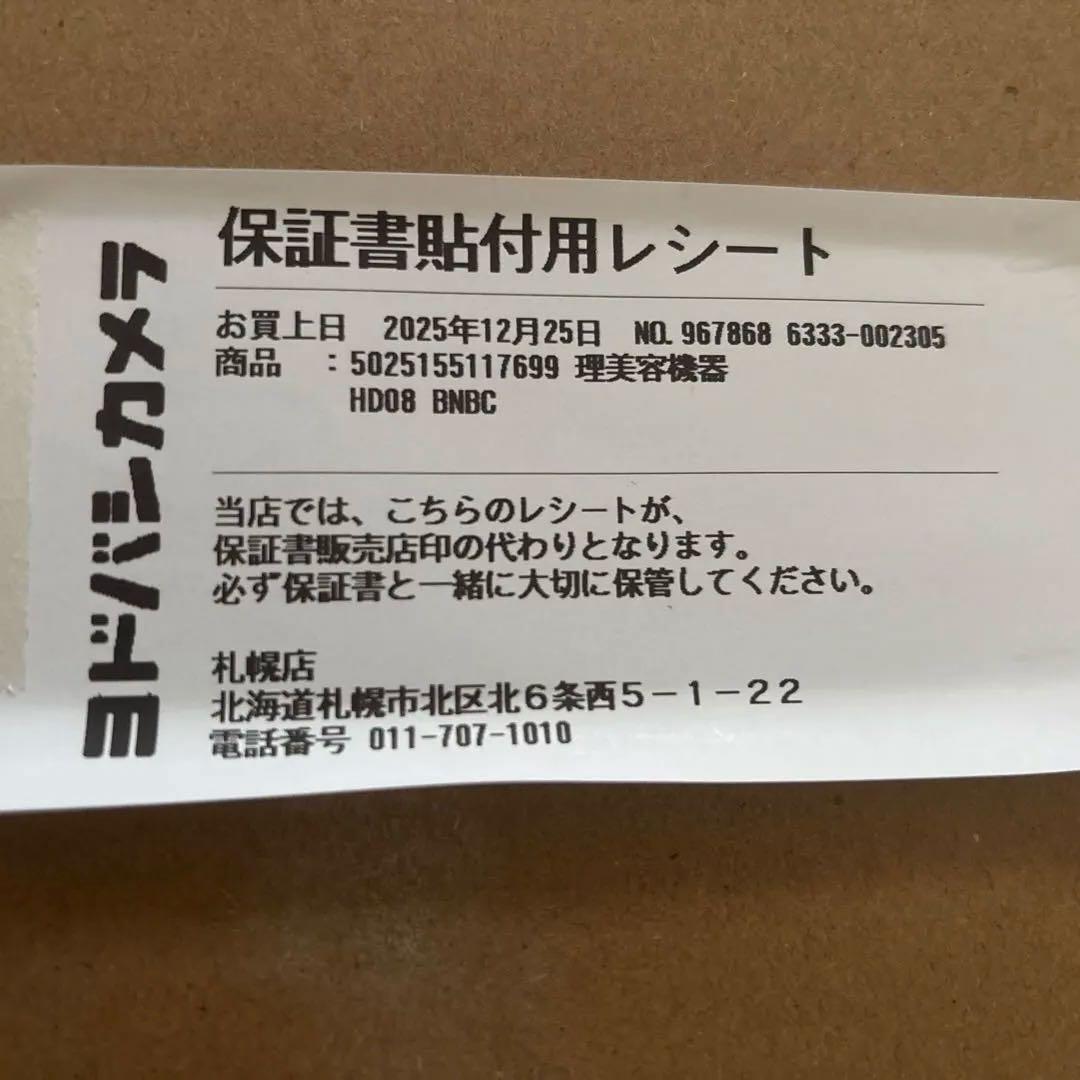 ヨドバシカメラ
保証書貼付用レシート
お買上日 2025年12月25日 NO. 967868 6333-002305
商品 : 5025155117699 理美容機器
HD08 BNBC
当店では、こちらのレシートが、
保証書販売店印の代わりとなります。
必ず保証書と一緒に大切に保管してください。
札幌店
北海道札幌市北区北6条西5-1-22
電話番号 011-707-1010